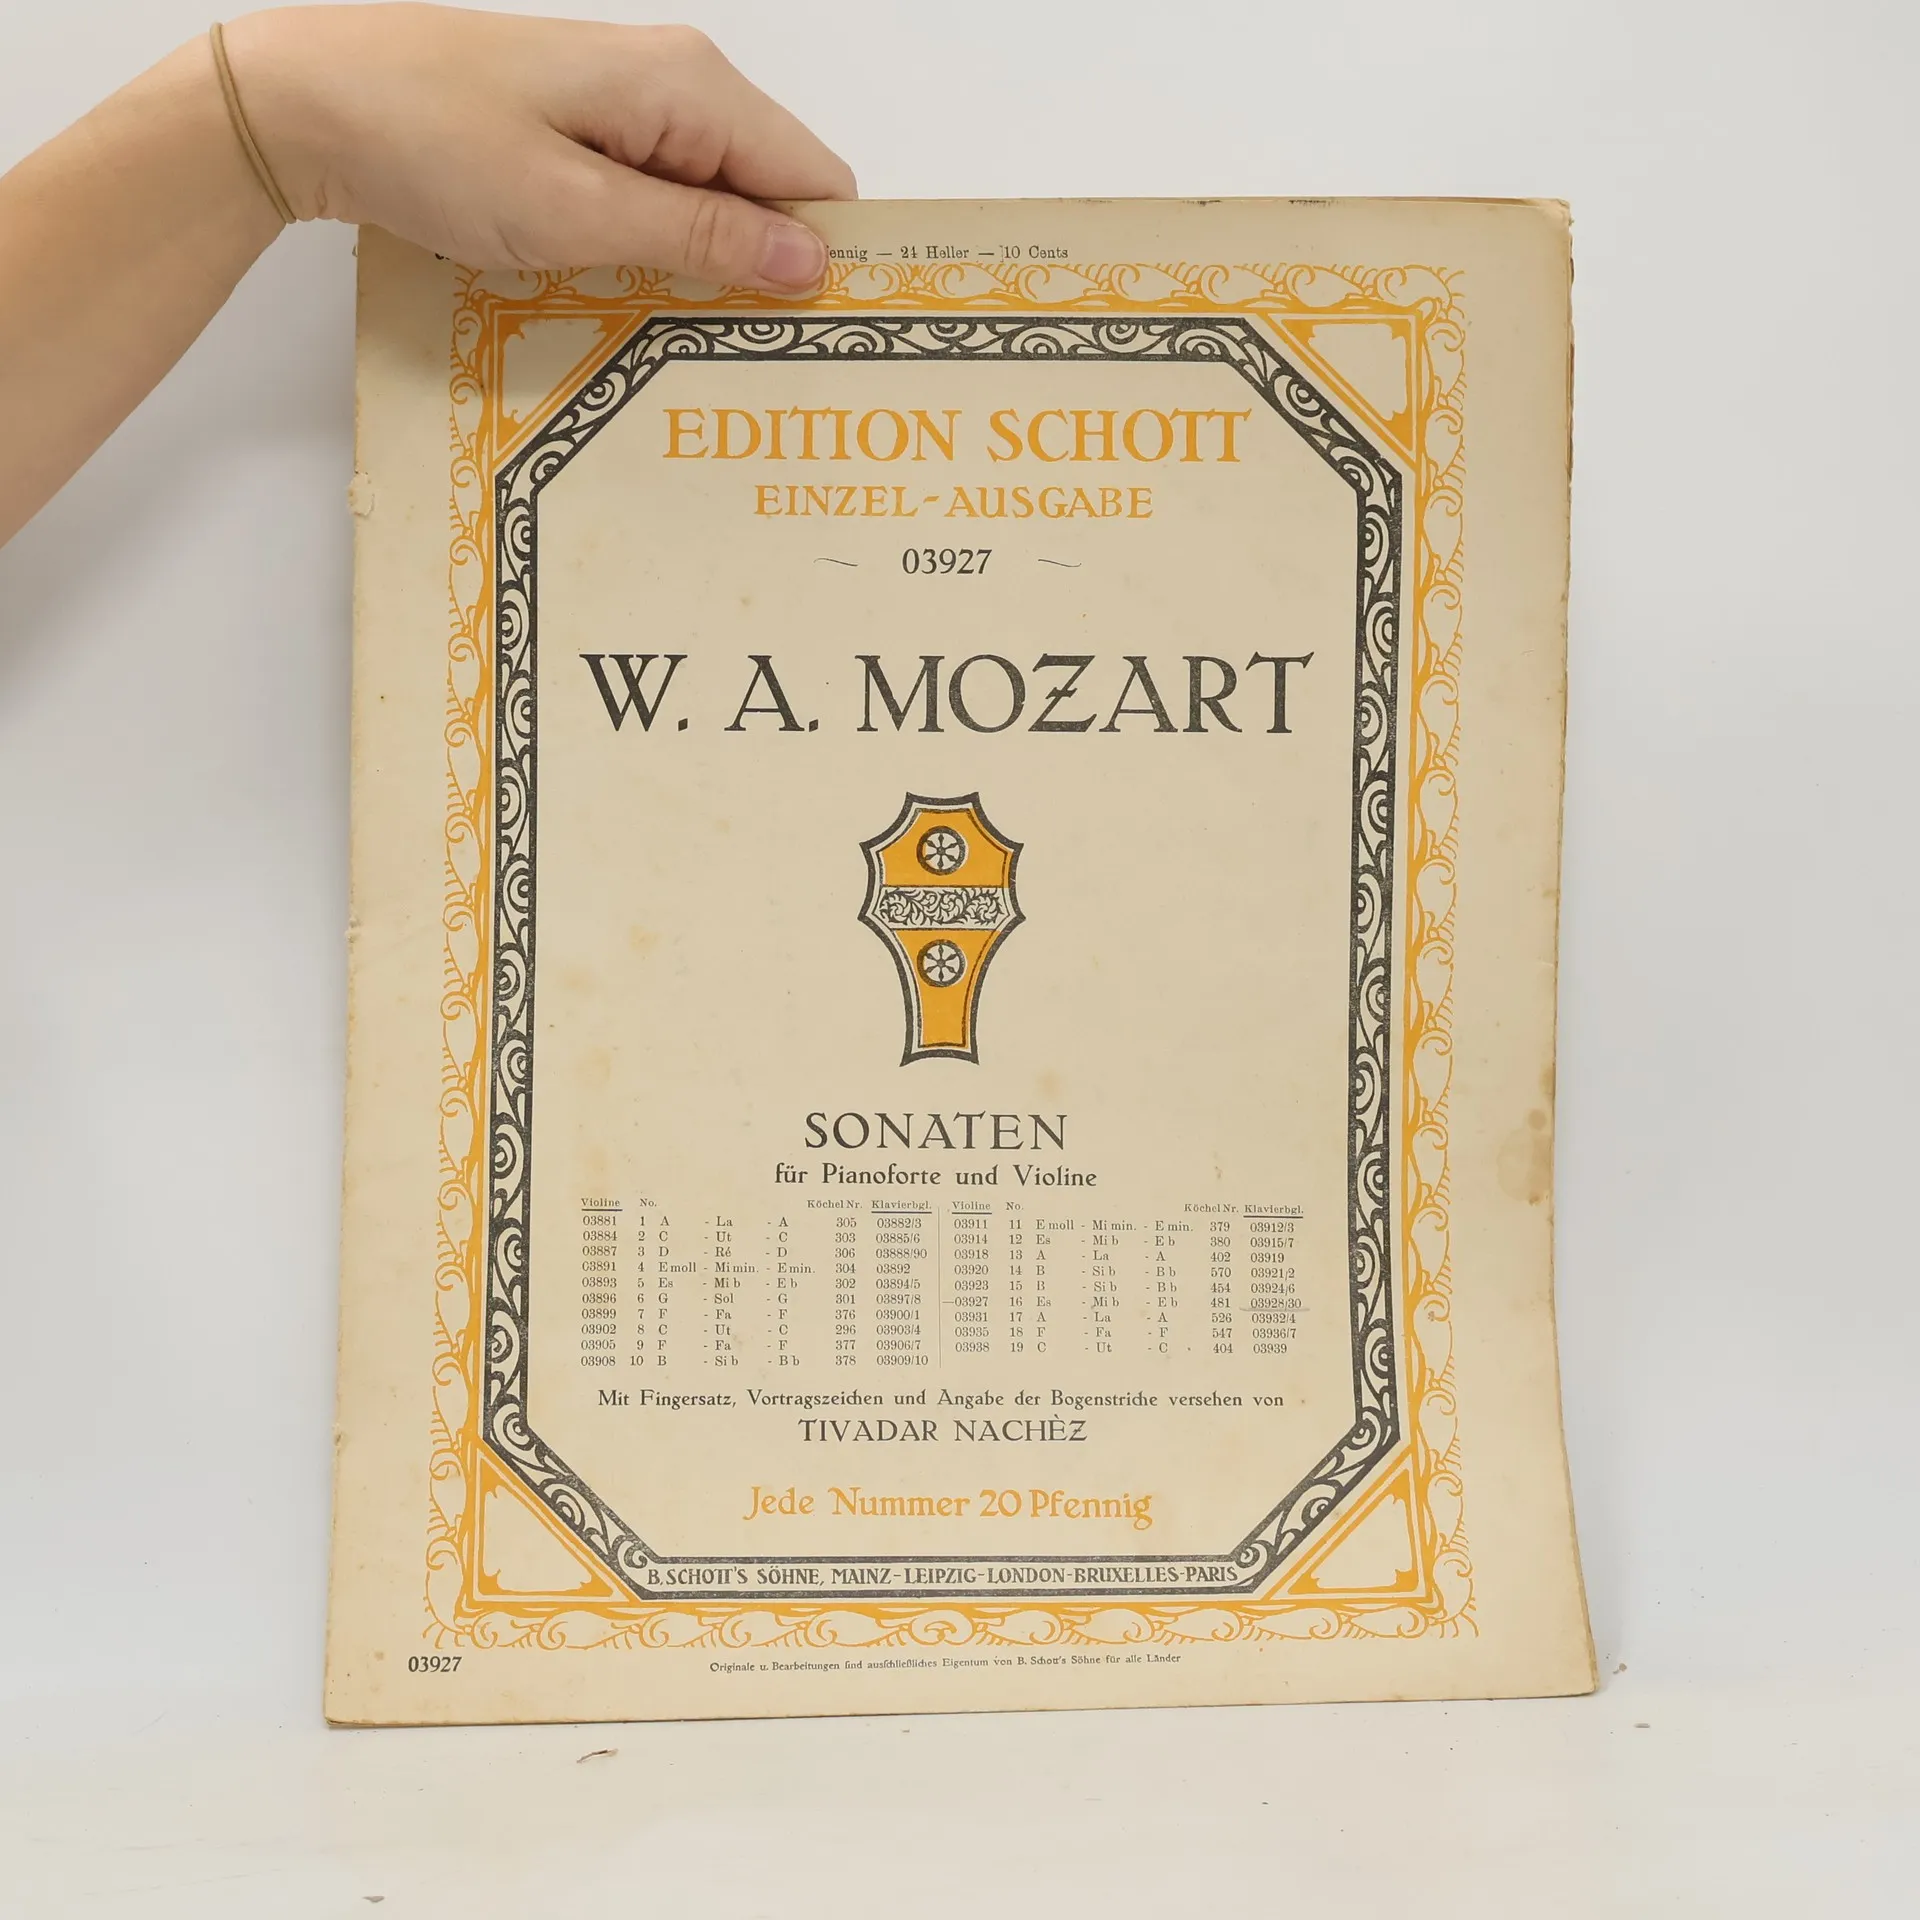 ennig — 24 Heller — 10 Cents
EDITION SCHOTT
EINZEL-AUSGABE
03927
W. A. MOZART
SONATEN
für Pianoforte und Violine
Violine No. Köchel Nr. Klavierbgl. Violine No. Köchel Nr. Klavierbgl.
03881 1 A - La - A 305 03882/3 03911 11 E moll - Mi min. - E min. 379 03912/3
03884 2 C - Ut - C 303 03885/6 03914 12 Es - Mi b - E b 380 03915/7
03887 3 D - Ré - D 306 03888/90 03918 13 A - La - A 402 03919
03891 4 E moll - Mi min. - E min. 304 03892 03920 14 B - Si b - B b 570 03921/2
03893 5 Es - Mi b - E b 302 03894/5 03923 15 B - Si b - B b 454 03924/6
03896 6 G - Sol - G 301 03897/8 03927 16 Es - Mi b - E b 481 03928/30
03899 7 F - Fa - F 376 03900/1 03931 17 A - La - A 526 03932/4
03902 8 C - Ut - C 296 03903/4 03935 18 F - Fa - F 547 03936/7
03905 9 F - Fa - F 377 03906/7 03938 19 C - Ut - C 404 03939
03908 10 B - Si b - B b 378 03909/10
Mit Fingersatz, Vortragszeichen und Angabe der Bogenstriche versehen von
TIVADAR NACHÈZ
Jede Nummer 20 Pfennig
B. SCHOTT'S SÖHNE, MAINZ-LEIPZIG-LONDON-BRUXELLES-PARIS
03927
Originale u. Bearbeitungen sind ausschließliches Eigentum von B. Schott's Söhne für alle Länder